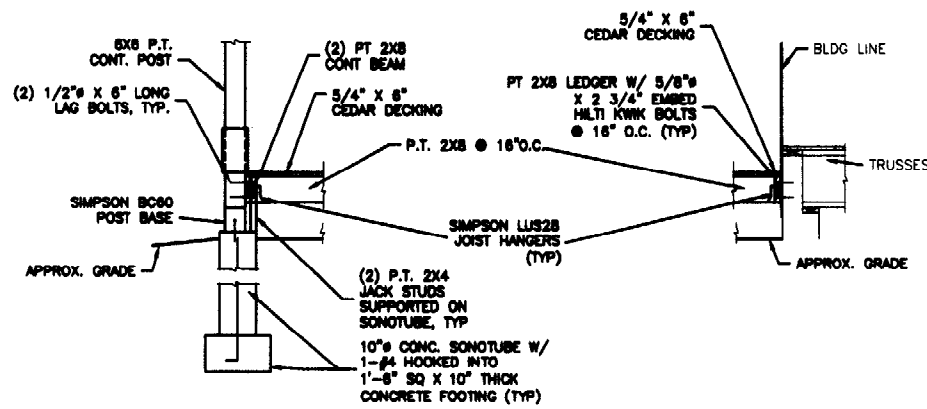 6X6 P.T.
CONT. POST
(2) PT 2X8
CONT BEAM
(2) 1/2"ø X 6" LONG
LAG BOLTS, TYP.
5/4" X 6"
CEDAR DECKING
P.T. 2X8 @ 16"O.C.
SIMPSON BC60
POST BASE
APPROX. GRADE
SIMPSON LUS28
JOIST HANGERS
(TYP)
(2) P.T. 2X4
JACK STUDS
SUPPORTED ON
SONOTUBE, TYP
10"ø CONC. SONOTUBE W/
1-#4 HOOKED INTO
1'-6" SQ X 10" THICK
CONCRETE FOOTING (TYP)
5/4" X 6"
CEDAR DECKING
BLDG LINE
PT 2X8 LEDGER W/ 5/8"ø
X 2 3/4" EMBED
HILTI KWIK BOLTS
@ 16" O.C. (TYP)
TRUSSES
APPROX. GRADE